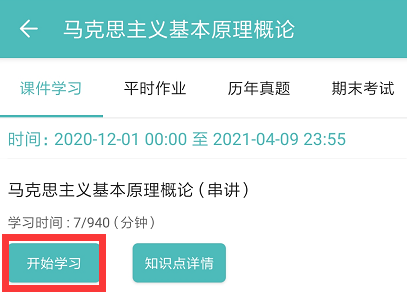 马克思主义基本原理概论
课件学习 平时作业 历年真题 期末考试
时间: 2020-12-01 00:00 至 2021-04-09 23:55
马克思主义基本原理概论（串讲）
学习时间 : 7/940（分钟）
开始学习 知识点详情